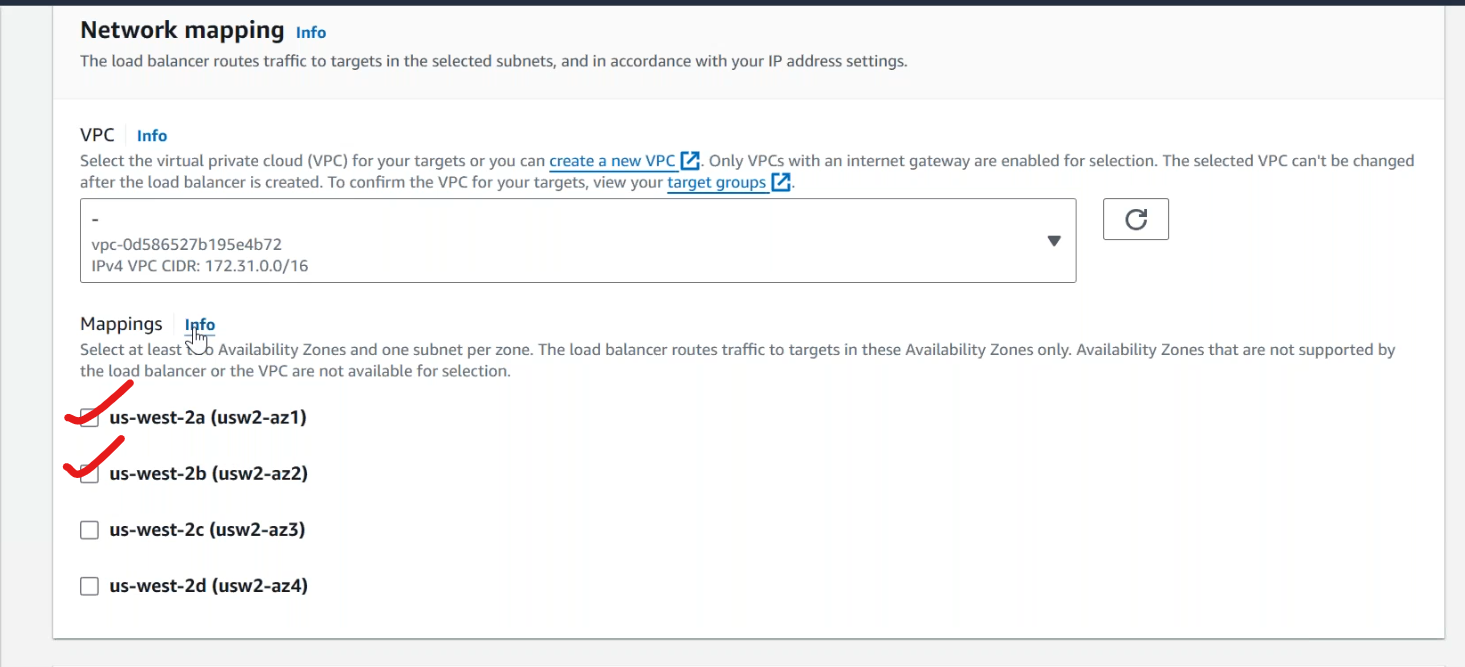 Network mapping Info
The load balancer routes traffic to targets in the selected subnets, and in accordance with your IP address settings.
VPC Info
Select the virtual private cloud (VPC) for your targets or you can create a new VPC. Only VPCs with an internet gateway are enabled for selection. The selected VPC can't be changed
after the load balancer is created. To confirm the VPC for your targets, view your target groups.
-
vpc-0d586527b195e4b72
IPv4 VPC CIDR: 172.31.0.0/16
Mappings Info
Select at least two Availability Zones and one subnet per zone. The load balancer routes traffic to targets in these Availability Zones only. Availability Zones that are not supported by
the load balancer or the VPC are not available for selection.
us-west-2a (usw2-az1)
us-west-2b (usw2-az2)
us-west-2c (usw2-az3)
us-west-2d (usw2-az4)